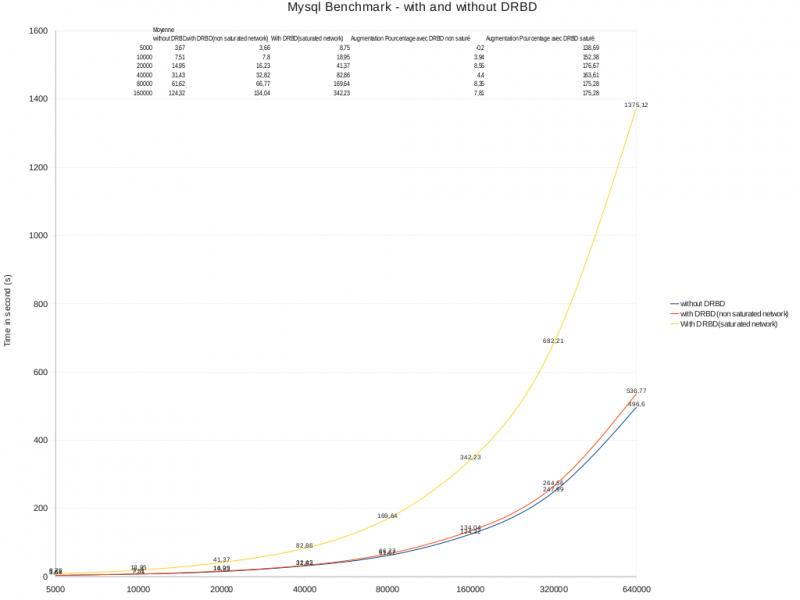 Mysql Benchmark - with and without DRBD
Moyenne
without DRBD with DRBD(non saturated network) With DRBD(saturated network) Augmentation Pourcentage avec DRBD non saturé Augmentation Pourcentage avec DRBD saturé
5000 3,67 3,66 8,75 -0,2 138,69
10000 7,51 7,8 18,95 3,94 152,38
20000 14,95 16,23 41,37 8,55 176,67
40000 31,43 32,82 82,86 4,4 163,61
80000 61,62 66,77 169,64 8,35 175,28
160000 124,32 134,04 342,23 7,81 175,28
1600
1400
1375,12
1200
1000
800
682,21
600
536,77
496,6
400
342,23
264,56
247,99
200
169,64
134,04
124,32
82,86
41,37
18,95
0
5000 10000 20000 40000 80000 160000 320000 640000
Time in second (s)
without DRBD
with DRBD(non saturated network)
With DRBD(saturated network)